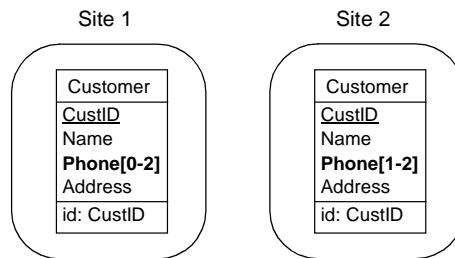 Site 1
Customer
CustID
Name
Phone[0-2]
Address
id: CustID
Site 2
Customer
CustID
Name
Phone[1-2]
Address
id: CustID